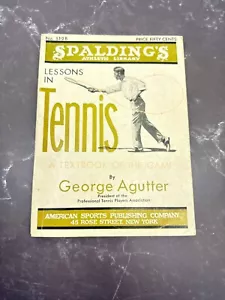 No. 512B
PRICE FIFTY CENTS
SPALDING'S
ATHLETIC LIBRARY
LESSONS
IN
Tennis
A TEXTBOOK OF THE GAME
By
George Agutter
President of the
Professional Tennis Players Association
AMERICAN SPORTS PUBLISHING COMPANY
45 ROSE STREET NEW YORK